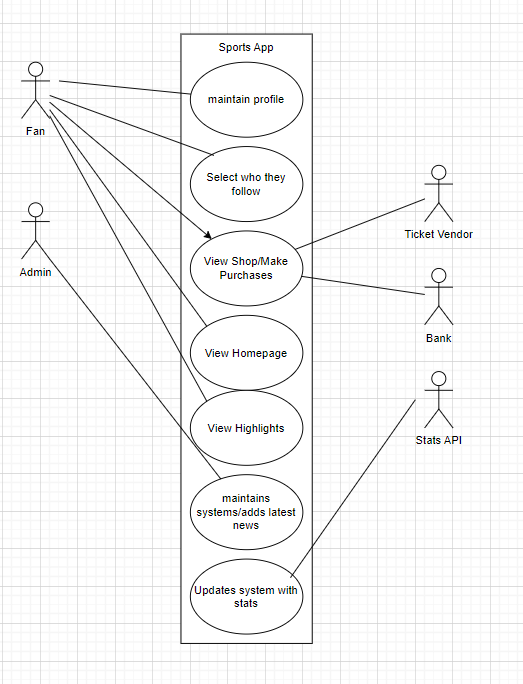 Sports App
maintain profile
Fan
Select who they
follow
Ticket Vendor
View Shop/Make
Purchases
Admin
Bank
View Homepage
View Highlights
Stats API
maintains
systems/adds latest
news
Updates system with
stats